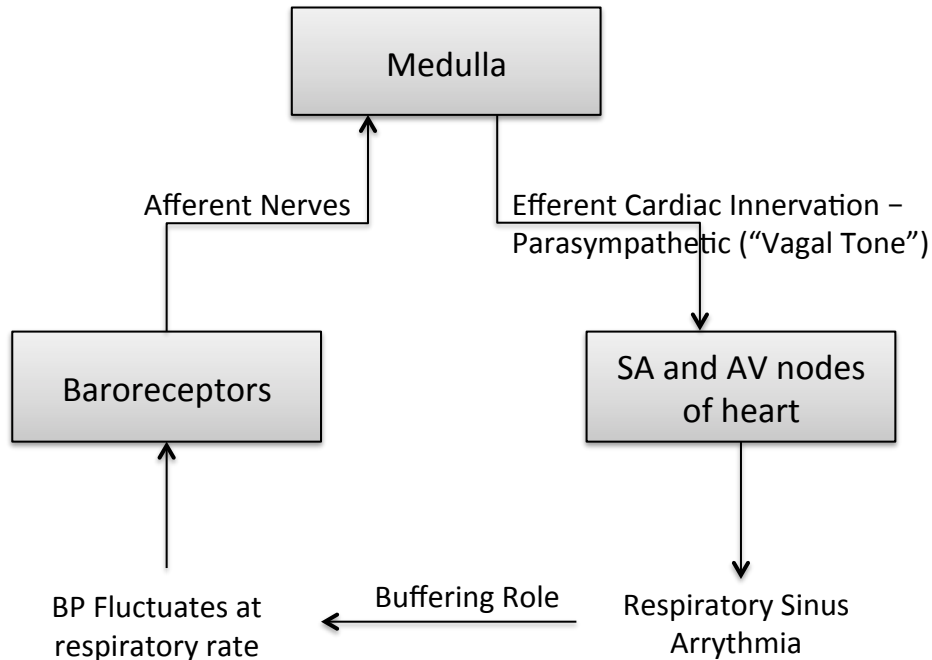 Medulla
Afferent Nerves
Efferent Cardiac Innervation –
Parasympathetic (“Vagal Tone”)
Baroreceptors
SA and AV nodes
of heart
BP Fluctuates at
respiratory rate
Buffering Role
Respiratory Sinus
Arrythmia